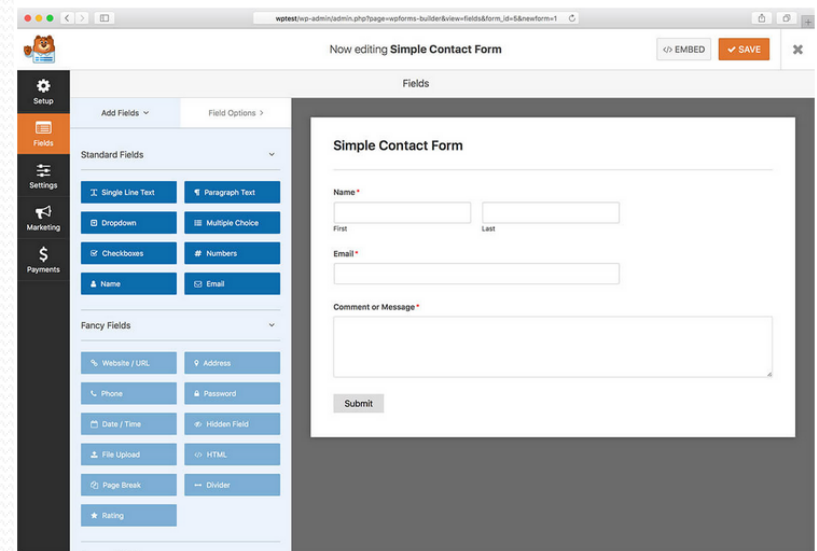 wptest/wp-admin/admin.php?page=wpforms-builder&view=fields&form_id=5&newform=1
Now editing Simple Contact Form
</> EMBED
SAVE
Setup
Fields
Settings
Marketing
Payments
Fields
Add Fields
Field Options >
Standard Fields
Single Line Text
Paragraph Text
Dropdown
Multiple Choice
Checkboxes
# Numbers
Name
Email
Fancy Fields
Website / URL
Address
Phone
Password
Date / Time
Hidden Field
File Upload
</> HTML
Page Break
Divider
Rating
Simple Contact Form
Name *
First
Last
Email *
Comment or Message *
Submit